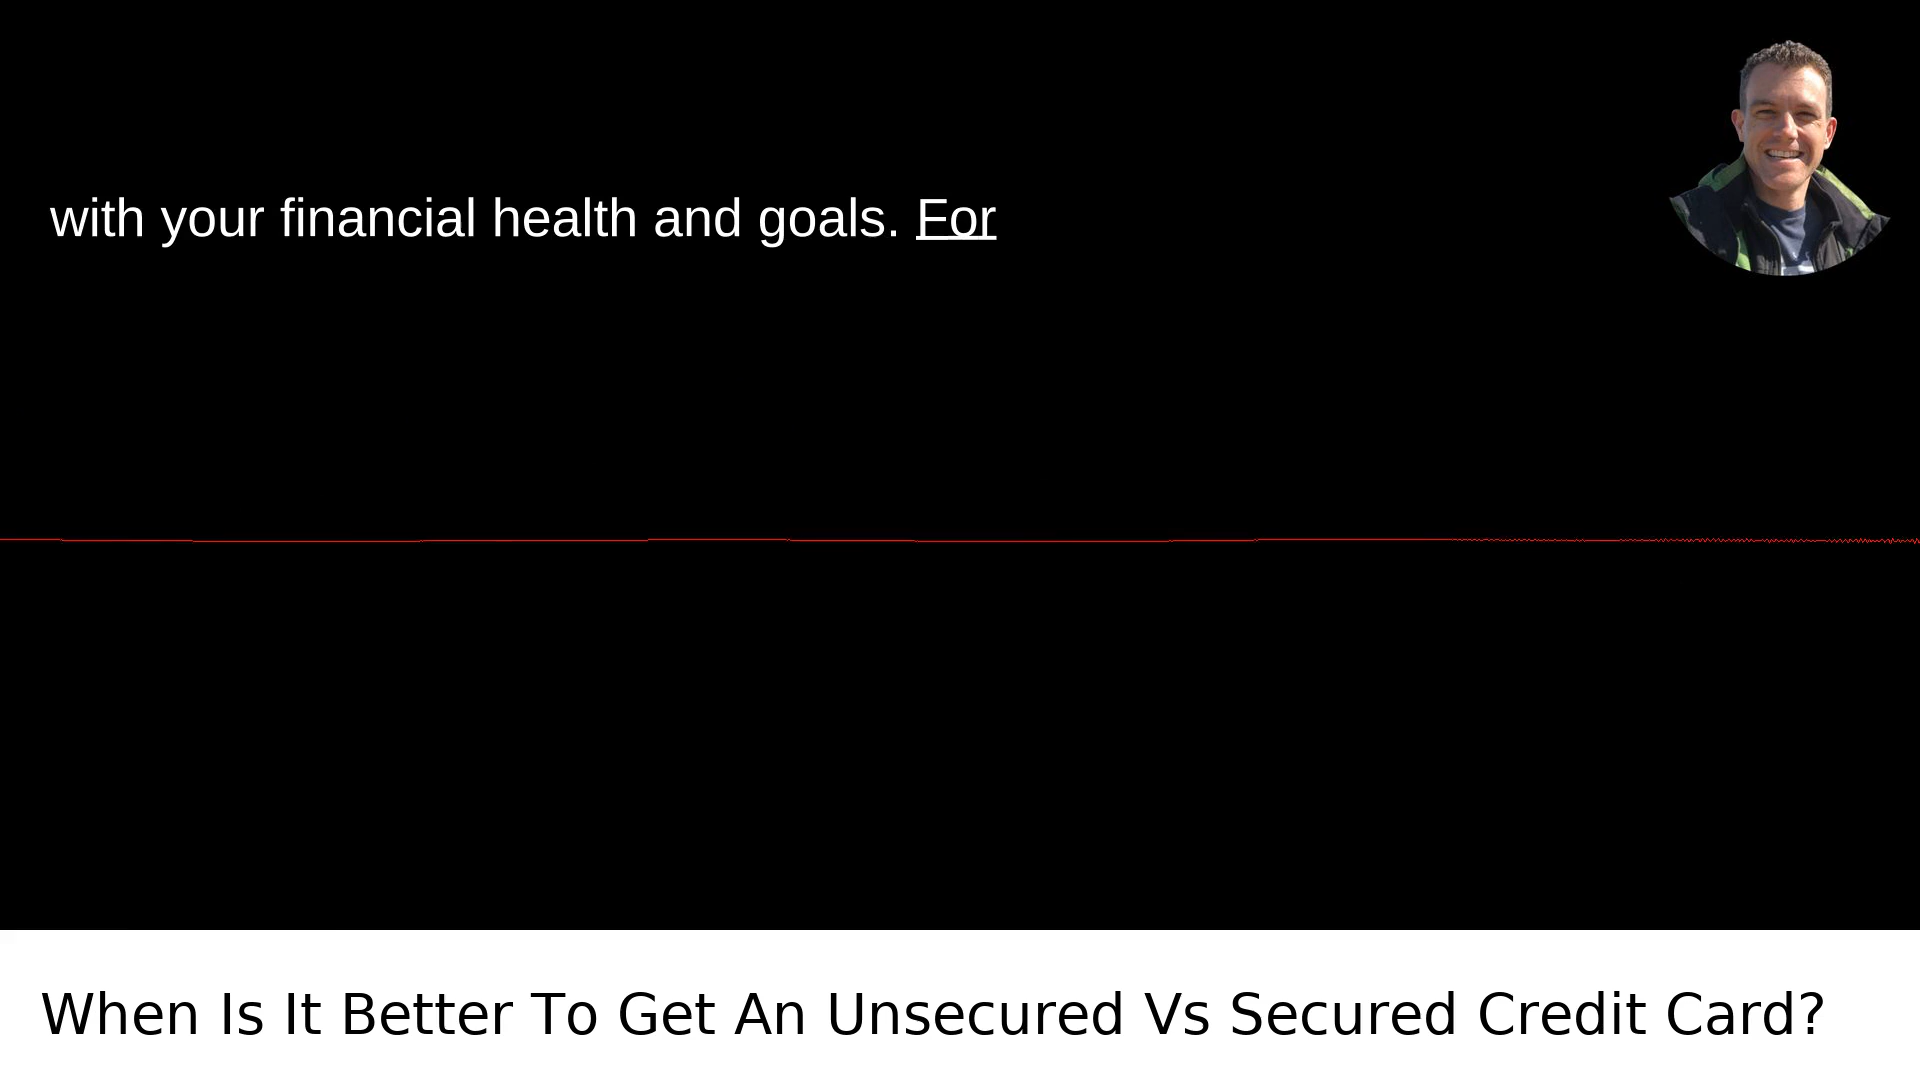 with your financial health and goals. For
When Is It Better To Get An Unsecured Vs Secured Credit Card?